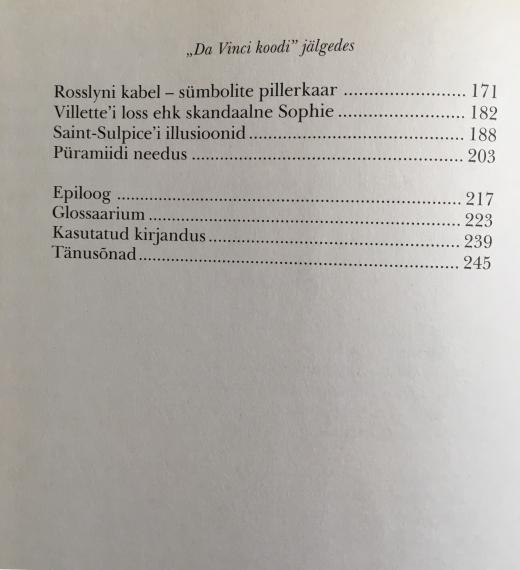 „Da Vinci koodi” jälgedes
Rosslyni kabel – sümbolite pillerkaar ........................ 171
Villette’i loss ehk skandaalne Sophie ........................ 182
Saint-Sulpice’i illusioonid ........................................ 188
Püramiidi needus .................................................... 203
Epiloog .................................................................. 217
Glossaarium ........................................................... 223
Kasutatud kirjandus ................................................ 239
Tänusõnad .............................................................. 245